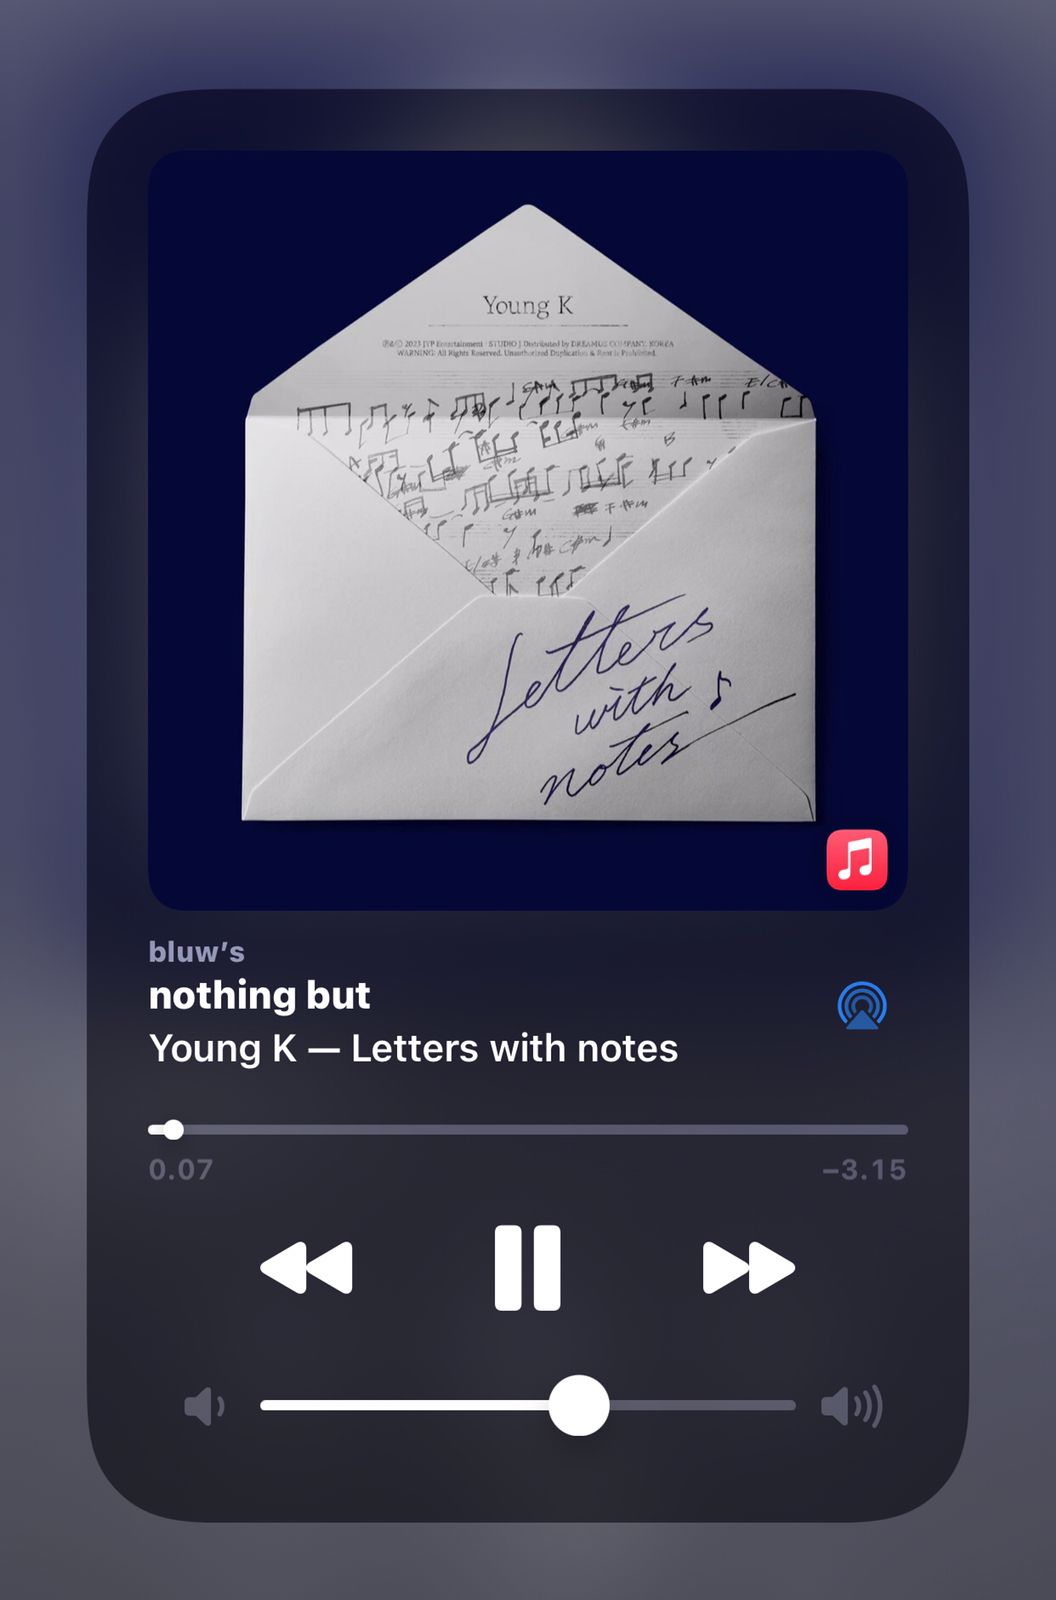 Young K
℗&© 2023 JYP Entertainment · STUDIO J Distributed by DREAMUS COMPANY. KOREA
WARNING: All Rights Reserved. Unauthorized Duplication & Rent is Prohibited.
Letters
with ♪
notes
bluw’s
nothing but
Young K — Letters with notes
0.07
−3.15